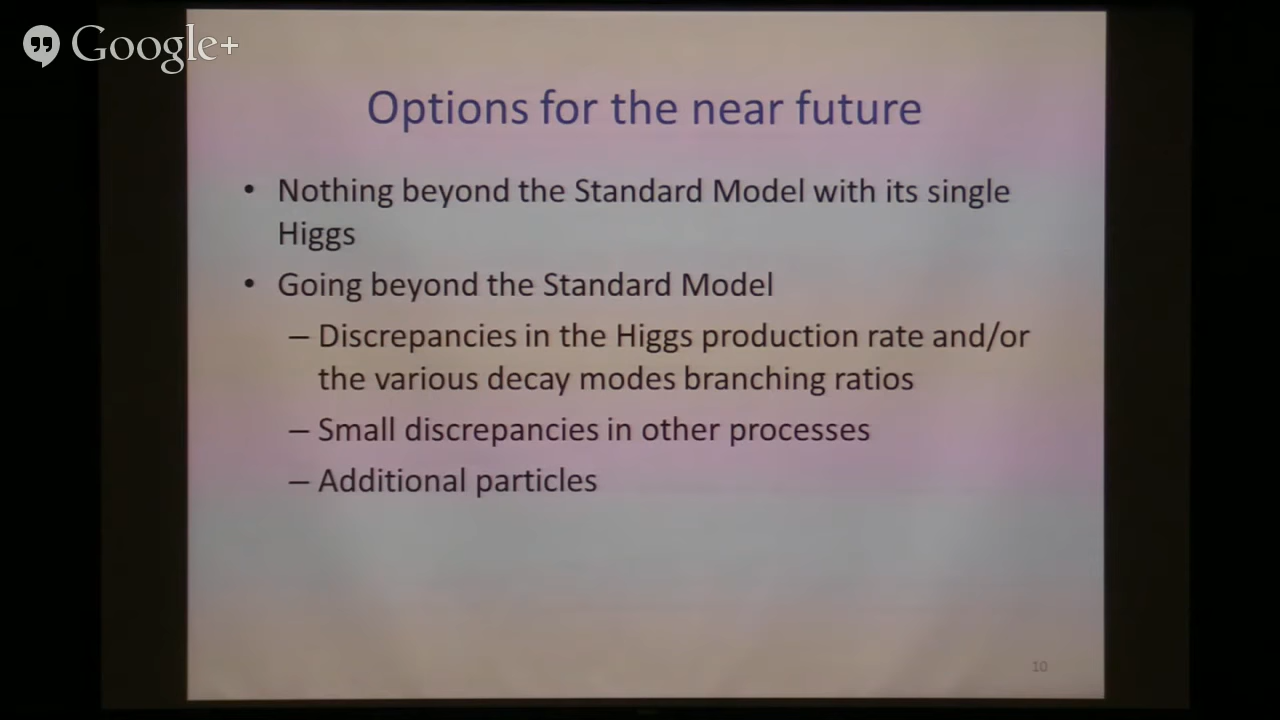 Google+
Options for the near future
• Nothing beyond the Standard Model with its single
Higgs
• Going beyond the Standard Model
– Discrepancies in the Higgs production rate and/or
the various decay modes branching ratios
– Small discrepancies in other processes
– Additional particles
10